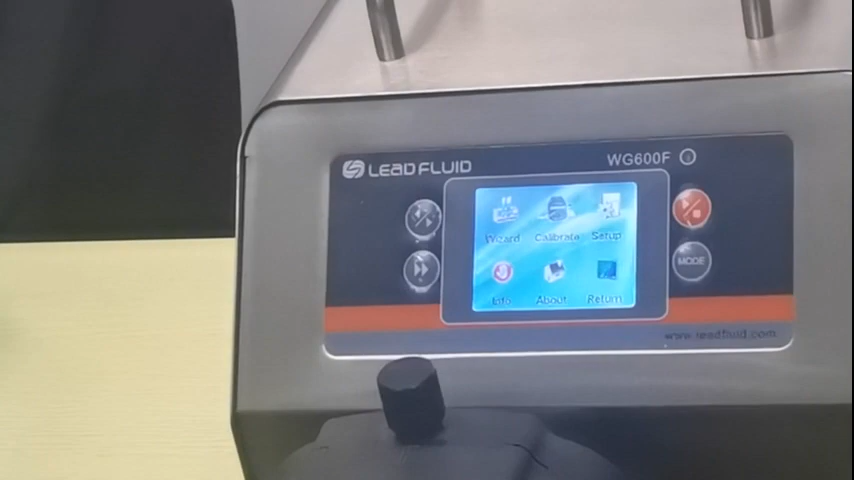 LEAD FLUID
WG600F
Wizard Calibrate Setup
MODE
Info About Return
www.leadfluid.com